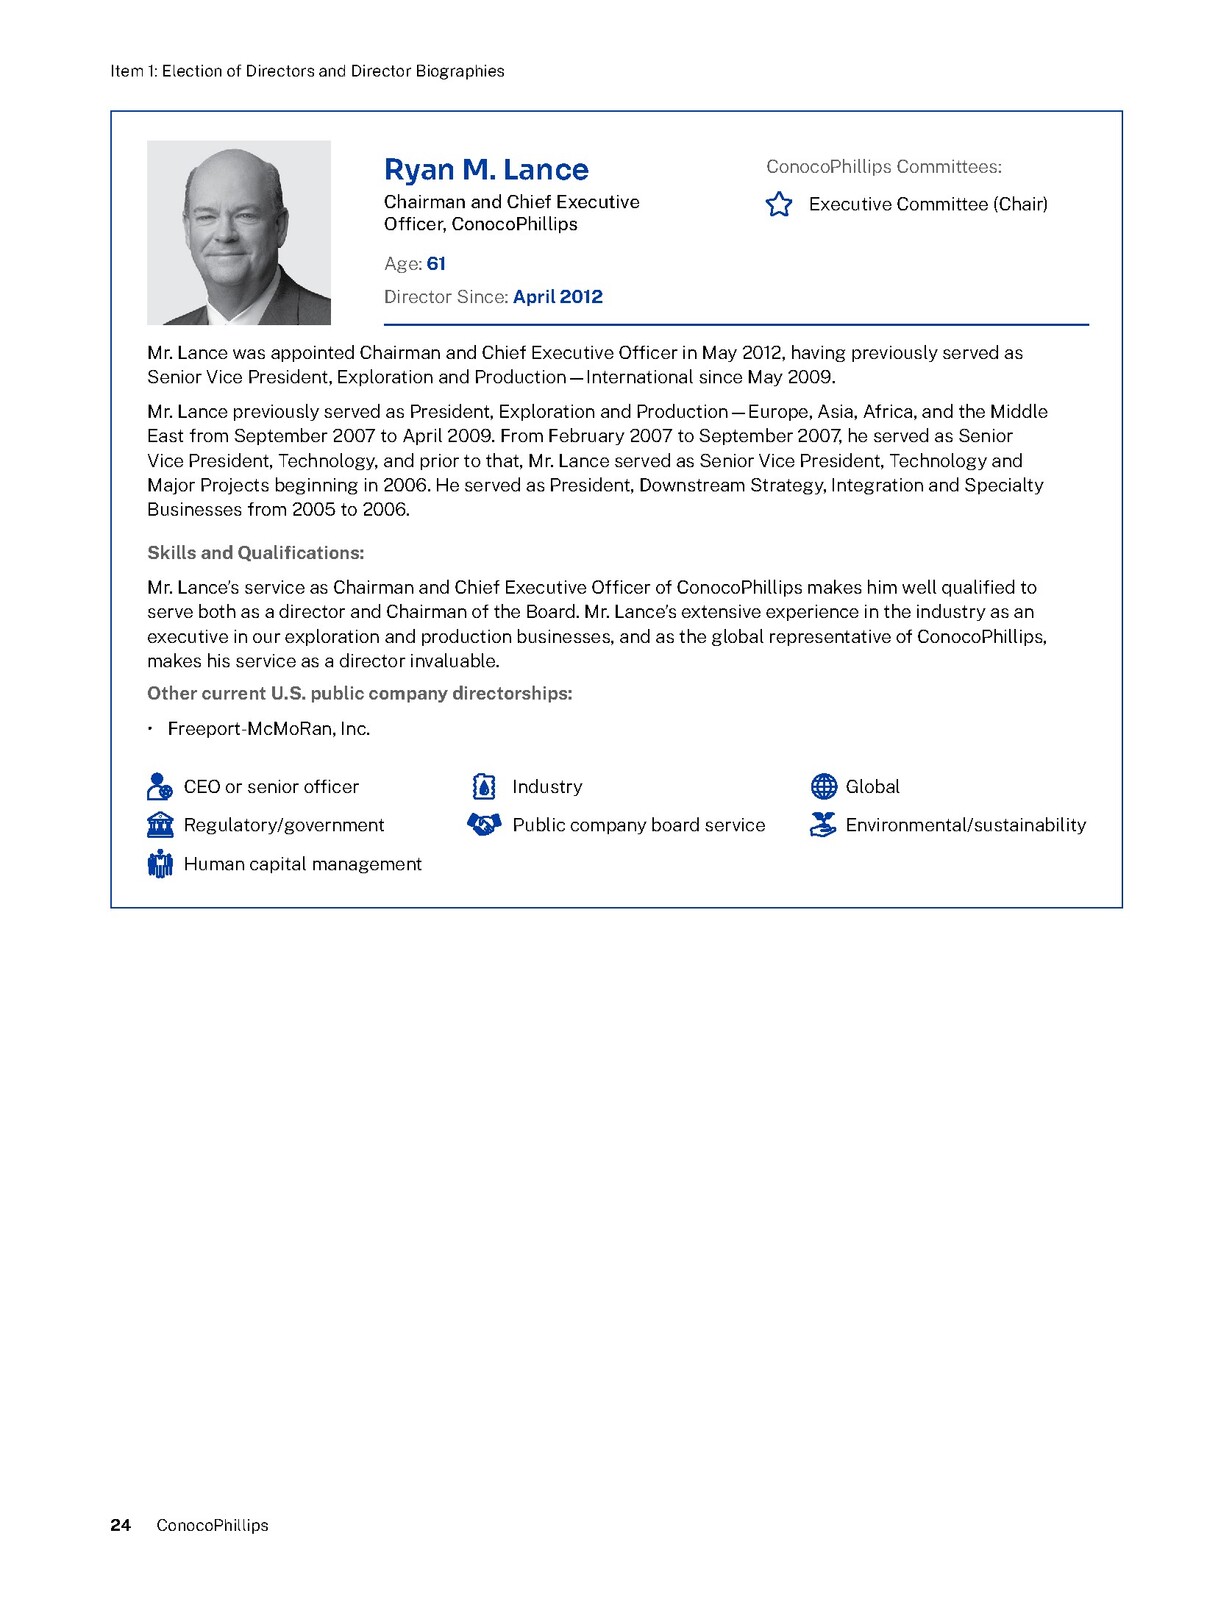 Item 1: Election of Directors and Director Biographies
Ryan M. Lance
Chairman and Chief Executive
Officer, ConocoPhillips
Age: 61
Director Since: April 2012
ConocoPhillips Committees:
Executive Committee (Chair)
Mr. Lance was appointed Chairman and Chief Executive Officer in May 2012, having previously served as
Senior Vice President, Exploration and Production—International since May 2009.
Mr. Lance previously served as President, Exploration and Production—Europe, Asia, Africa, and the Middle
East from September 2007 to April 2009. From February 2007 to September 2007, he served as Senior
Vice President, Technology, and prior to that, Mr. Lance served as Senior Vice President, Technology and
Major Projects beginning in 2006. He served as President, Downstream Strategy, Integration and Specialty
Businesses from 2005 to 2006.
Skills and Qualifications:
Mr. Lance’s service as Chairman and Chief Executive Officer of ConocoPhillips makes him well qualified to
serve both as a director and Chairman of the Board. Mr. Lance’s extensive experience in the industry as an
executive in our exploration and production businesses, and as the global representative of ConocoPhillips,
makes his service as a director invaluable.
Other current U.S. public company directorships:
• Freeport-McMoRan, Inc.
CEO or senior officer
Industry
Global
Regulatory/government
Public company board service
Environmental/sustainability
Human capital management
24 ConocoPhillips